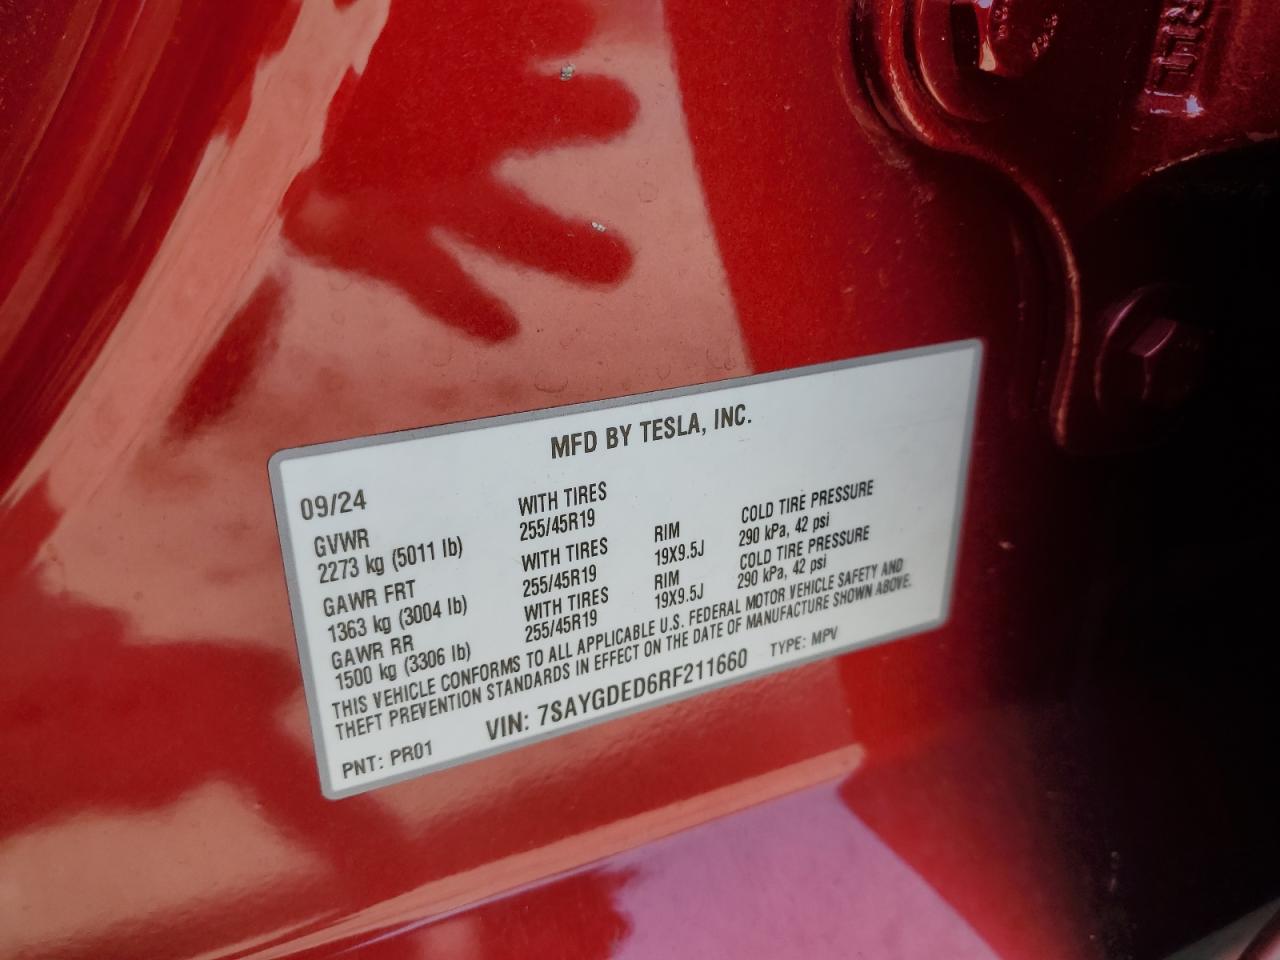 MFD BY TESLA, INC.
09/24
GVWR WITH TIRES
2273 kg (5011 lb) 255/45R19 RIM COLD TIRE PRESSURE
GAWR FRT WITH TIRES 19X9.5J 290 kPa, 42 psi
1363 kg (3004 lb) 255/45R19 RIM COLD TIRE PRESSURE
GAWR RR WITH TIRES 19X9.5J 290 kPa, 42 psi
1500 kg (3306 lb) 255/45R19
THIS VEHICLE CONFORMS TO ALL APPLICABLE U.S. FEDERAL MOTOR VEHICLE SAFETY AND
THEFT PREVENTION STANDARDS IN EFFECT ON THE DATE OF MANUFACTURE SHOWN ABOVE.
PNT: PR01 VIN: 7SAYGDED6RF211660 TYPE: MPV